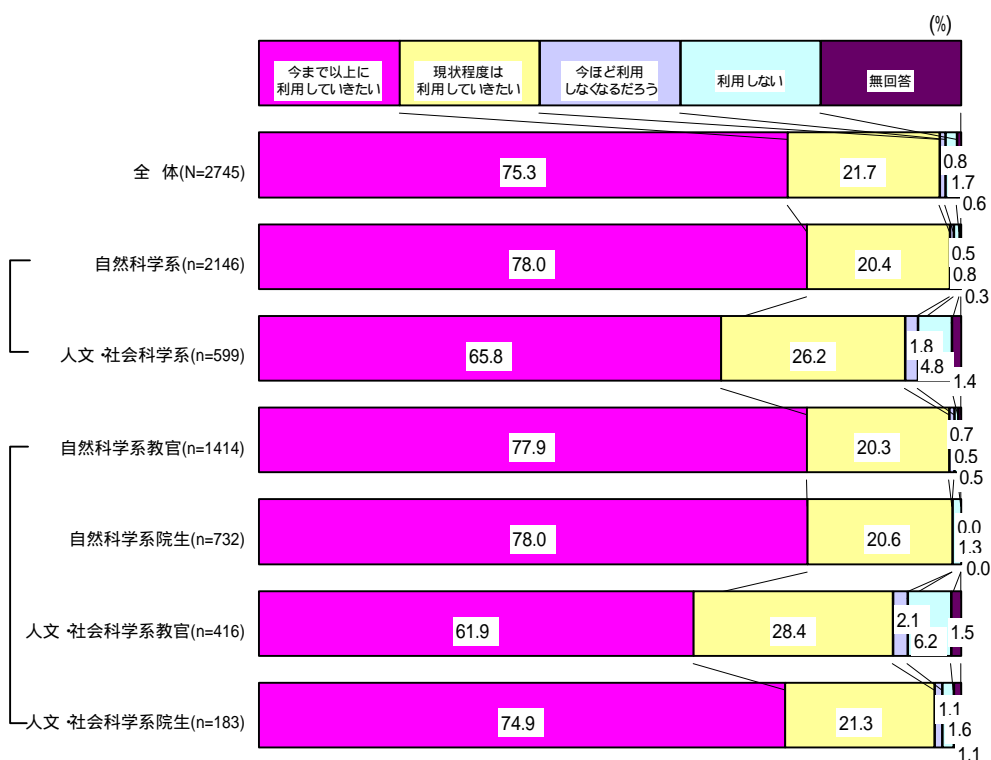 (%)
今まで以上に
利用していきたい
現状程度は
利用していきたい
今ほど利用
しなくなるだろう
利用しない
無回答
全 体(N=2745)
75.3
21.7
0.8
1.7
0.6
自然科学系(n=2146)
78.0
20.4
0.5
0.8
0.3
人文・社会科学系(n=599)
65.8
26.2
1.8
4.8
1.4
自然科学系教官(n=1414)
77.9
20.3
0.7
0.5
0.5
自然科学系院生(n=732)
78.0
20.6
0.0
1.3
0.0
人文・社会科学系教官(n=416)
61.9
28.4
2.1
6.2
1.5
人文・社会科学系院生(n=183)
74.9
21.3
1.1
1.6
1.1